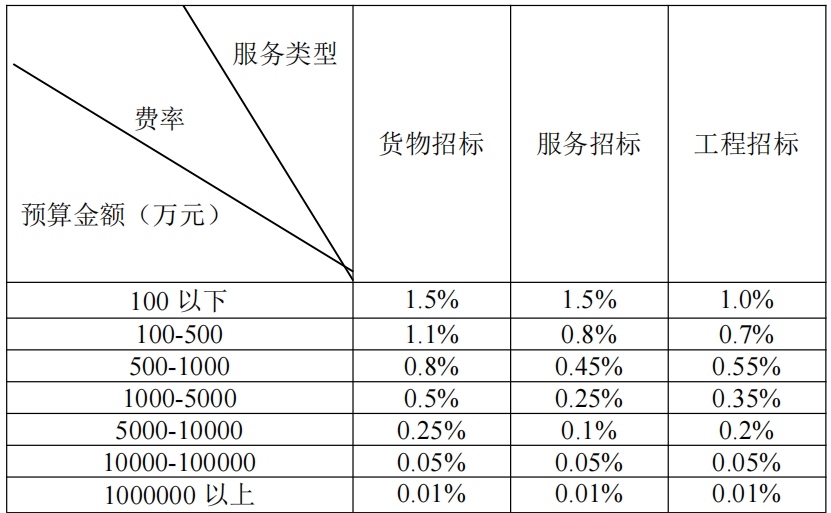 服务类型
费率
预算金额（万元）
货物招标 服务招标 工程招标
100 以下 1.5% 1.5% 1.0%
100-500 1.1% 0.8% 0.7%
500-1000 0.8% 0.45% 0.55%
1000-5000 0.5% 0.25% 0.35%
5000-10000 0.25% 0.1% 0.2%
10000-100000 0.05% 0.05% 0.05%
1000000 以上 0.01% 0.01% 0.01%